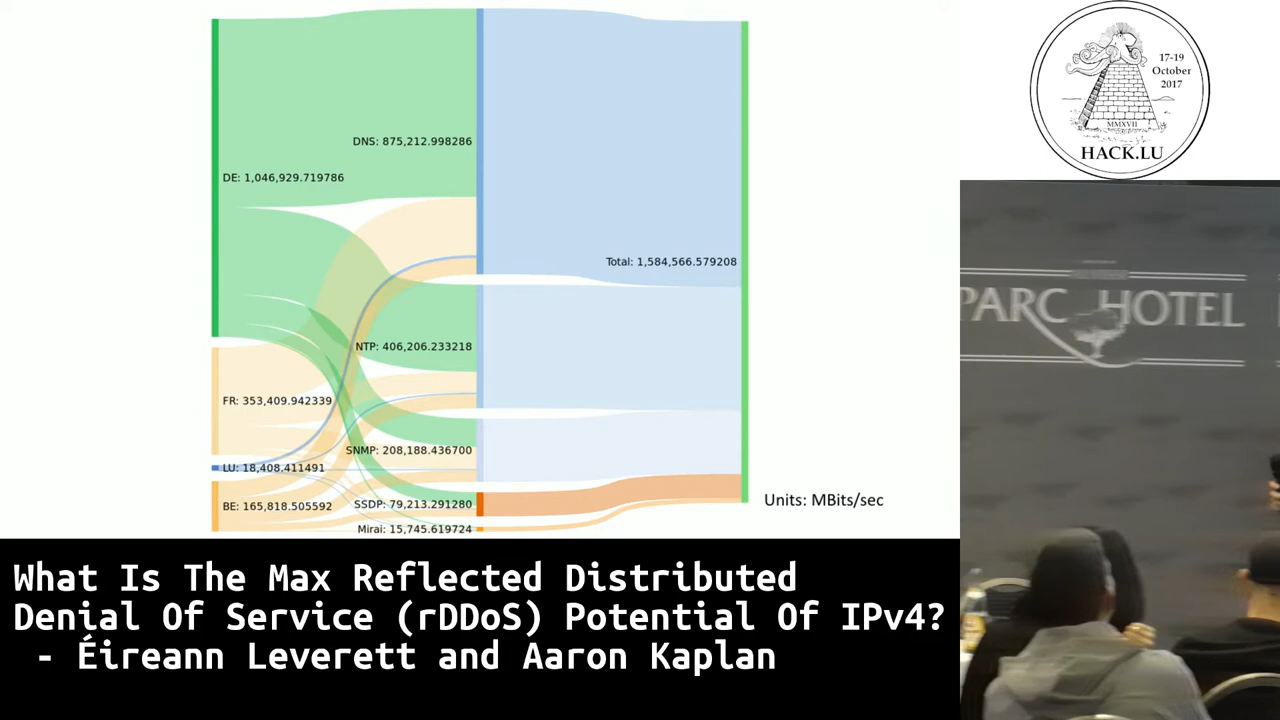 DNS: 875,212.998286
DE: 1,046,929.719786
Total: 1,584,566.579208
NTP: 406,206.233218
FR: 353,409.942339
SNMP: 208,188.436700
LU: 18,408.411491
BE: 165,818.505592
SSDP: 79,213.291280
Mirai: 15,745.619724
Units: MBits/sec
17-19
October
2017
MMXVII
HACK.LU
PARC HOTEL
What Is The Max Reflected Distributed
Denial Of Service (rDDoS) Potential Of IPv4?
- Éireann Leverett and Aaron Kaplan